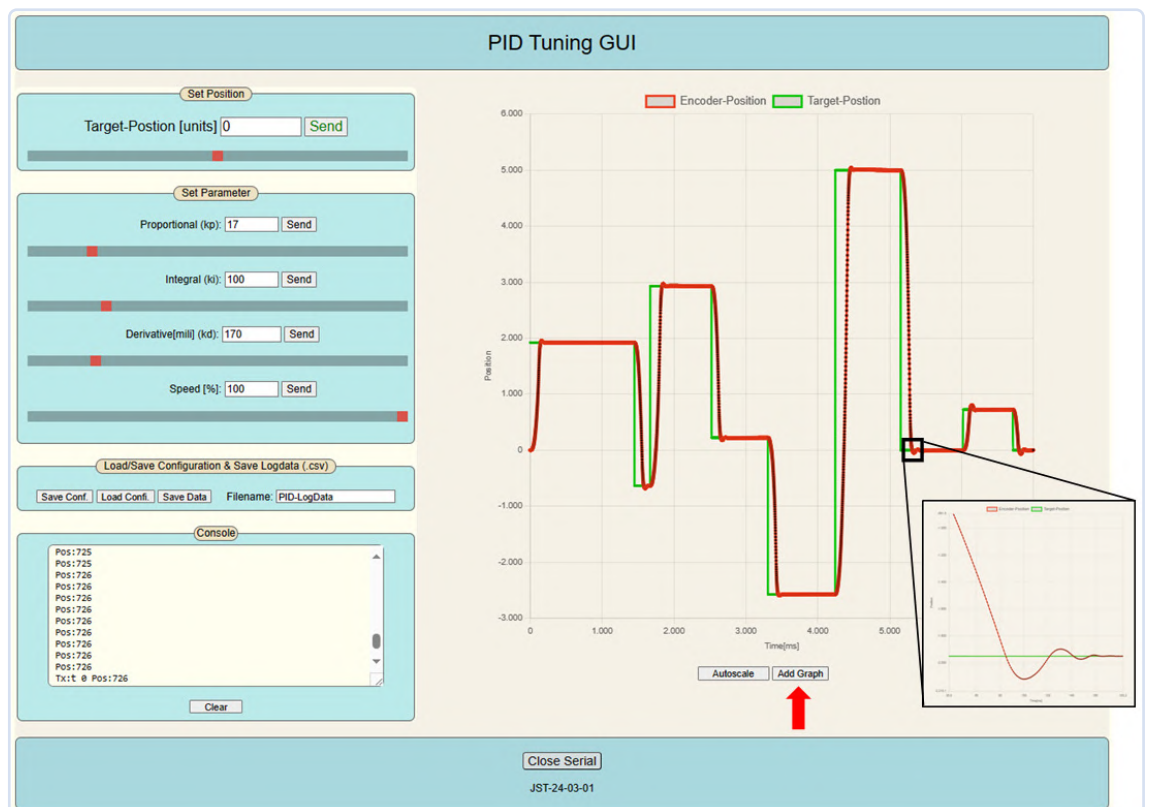 PID Tuning GUI
Set Position
Target-Postion [units] 0 Send
Set Parameter
Proportional (kp): 17 Send
Integral (ki): 100 Send
Derivative[mili] (kd): 170 Send
Speed [%]: 100 Send
Load/Save Configuration & Save Logdata (.csv)
Save Conf. Load Confi. Save Data Filename: PID-LogData
Console
Pos:725
Pos:725
Pos:726
Pos:726
Pos:726
Pos:726
Pos:726
Pos:726
Pos:726
Pos:726
Pos:726
Tx:t 0 Pos:726
Clear
Encoder-Position Target-Postion
6.000
5.000
4.000
3.000
2.000
1.000
0
-1.000
-2.000
-3.000
Position
0 1.000 2.000 3.000 4.000 5.000
Time[ms]
Autoscale Add Graph
Encoder-Position Target-Position
Close Serial
JST-24-03-01